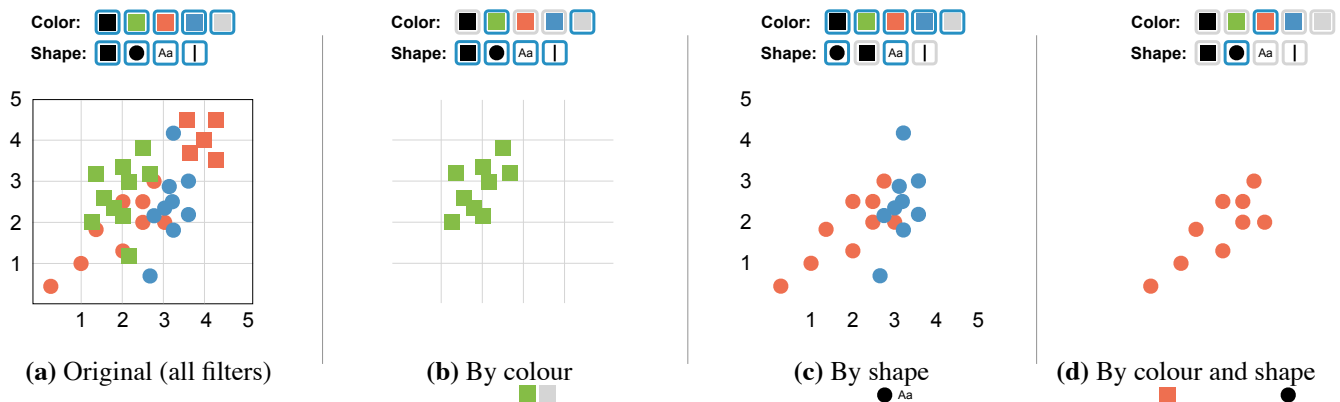 Color: Color: Color: Color:
Shape: Aa Shape: Aa Shape: Aa Shape: Aa
5 5
4 4
3 3
2 2
1 1
1 2 3 4 5 1 2 3 4 5
(a) Original (all filters) (b) By colour (c) By shape (d) By colour and shape
Aa